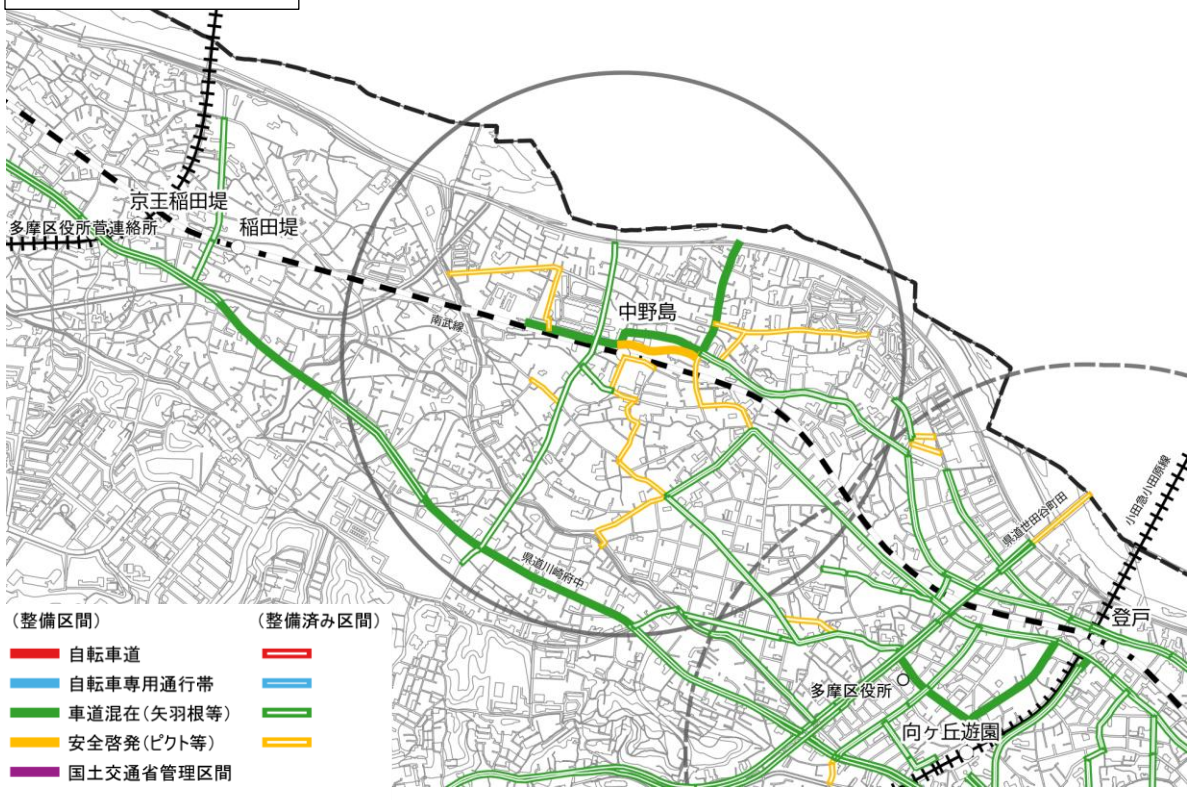 京王稲田堤
多摩区役所菅連絡所
稲田堤
南武線
中野島
小田急小田原線
県道世田谷町田
県道川崎府中
登戸
多摩区役所
向ヶ丘遊園
(整備区間)
(整備済み区間)
自転車道
自転車専用通行帯
車道混在(矢羽根等)
安全啓発(ピクト等)
国土交通省管理区間